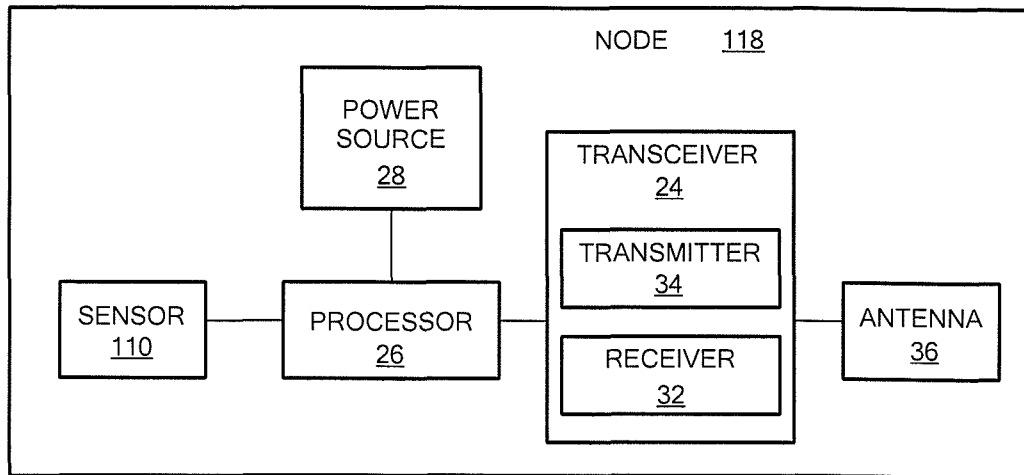 NODE 118
POWER
SOURCE
28
TRANSCEIVER
24
TRANSMITTER
34
SENSOR
110
PROCESSOR
26
RECEIVER
32
ANTENNA
36